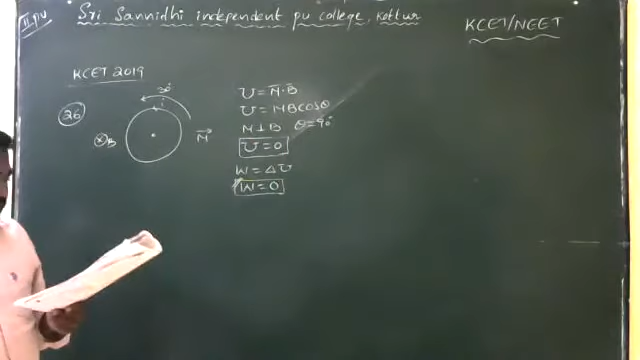 II PU
Sri Sannidhi independent pu college, Kottur
KCET/NEET
KCET 2019
26
30°
i
⊗B
M⃗
U = M̄·B̄
U = MBcosθ
M⊥B θ=90°
U=0
W = ΔU
W=0